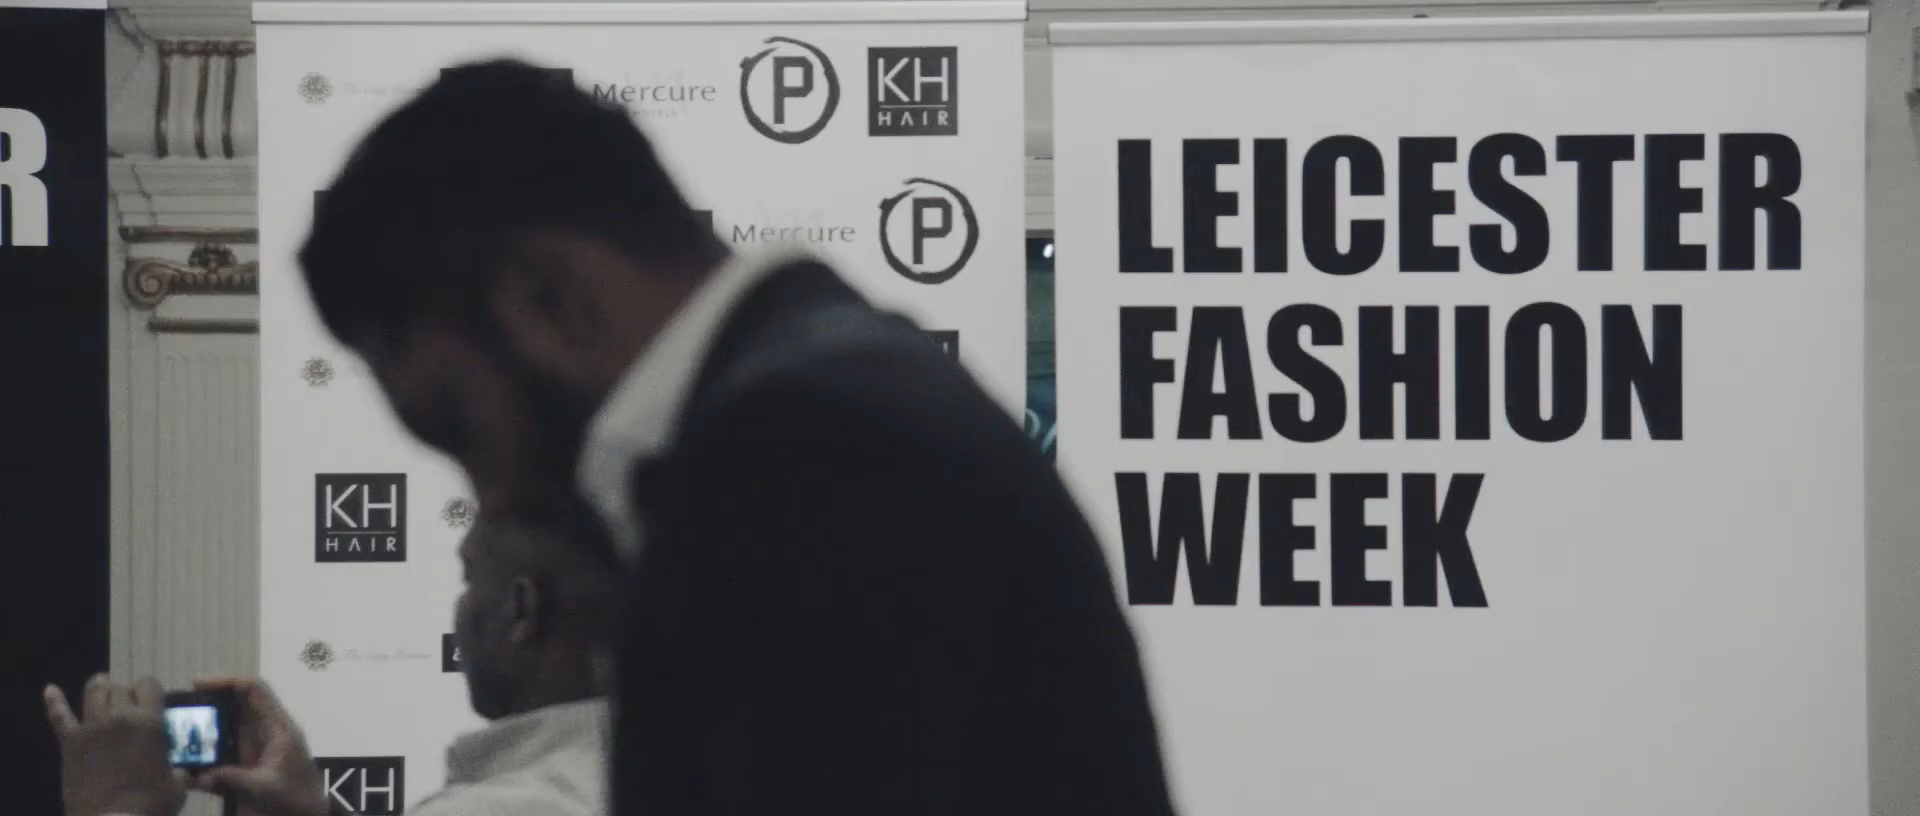 R
Mercure
P
KH
HAIR
Mercure
P
KH
HAIR
KH
LEICESTER
FASHION
WEEK